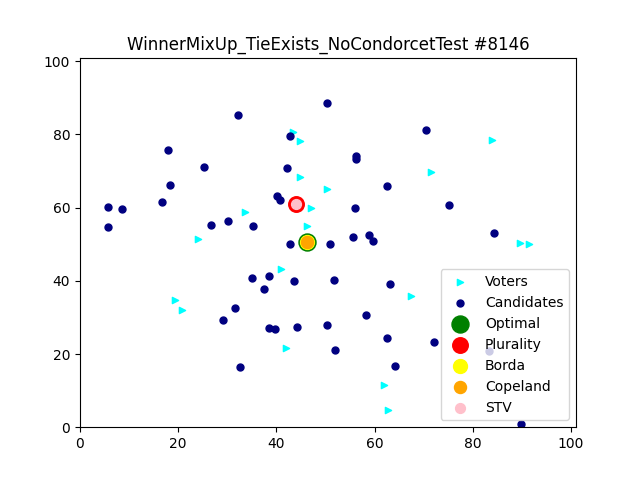 WinnerMixUp_TieExists_NoCondorcetTest #8146
100
80
60
40
20
0
0 20 40 60 80 100
Voters
Candidates
Optimal
Plurality
Borda
Copeland
STV